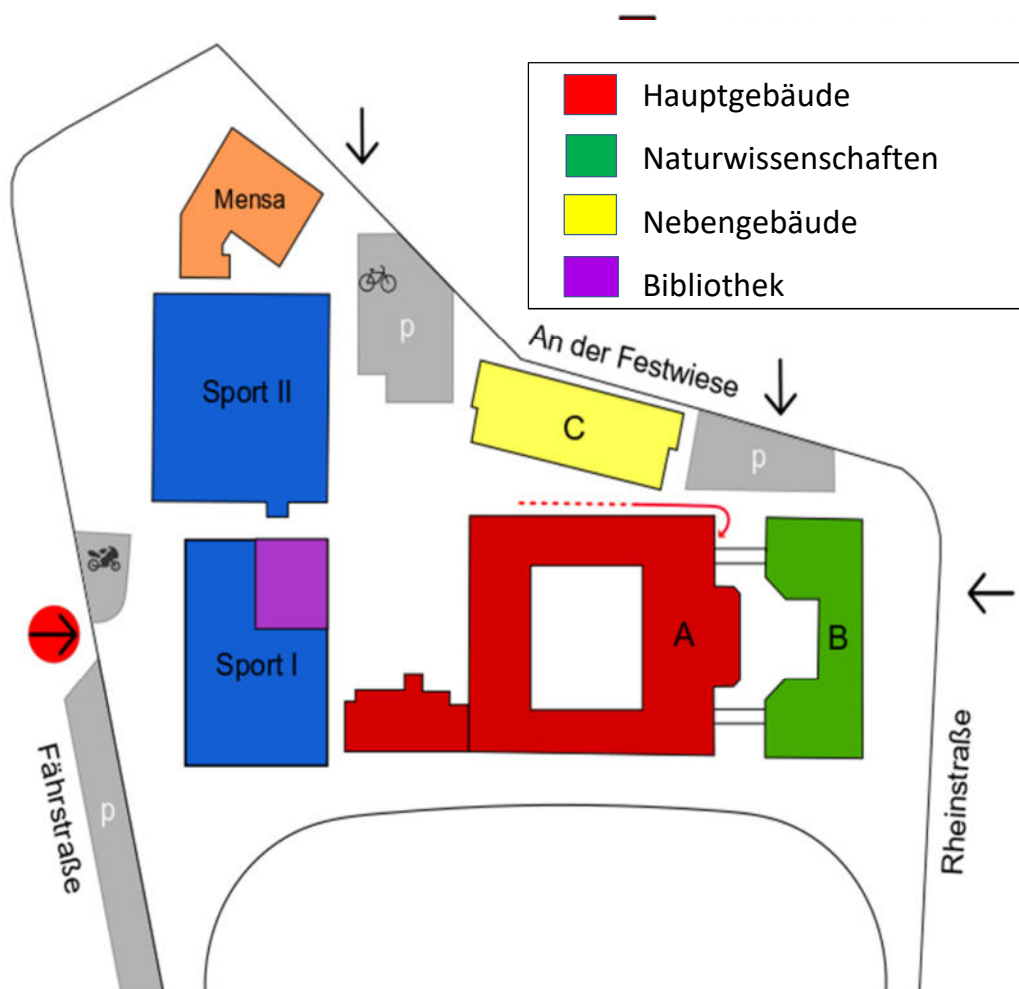 Hauptgebäude
Naturwissenschaften
Nebengebäude
Bibliothek
Mensa
p
An der Festwiese
Sport II
C
p
A
B
Sport I
Fährstraße
p
Rheinstraße